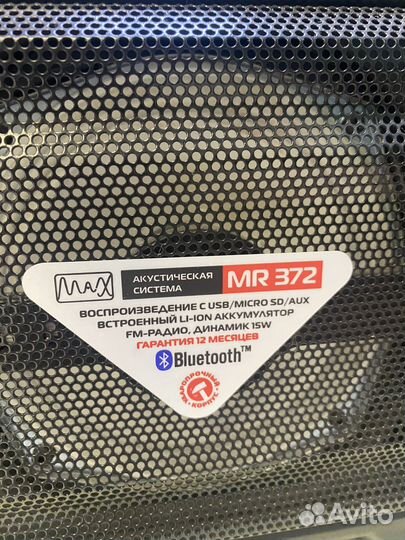 MAX
АКУСТИЧЕСКАЯ
СИСТЕМА
MR 372
ВОСПРОИЗВЕДЕНИЕ С USB/MICRO SD/AUX
ВСТРОЕННЫЙ LI-ION АККУМУЛЯТОР
FM-РАДИО, ДИНАМИК 15W
ГАРАНТИЯ 12 МЕСЯЦЕВ
Bluetooth™
УДАРОПРОЧНЫЙ
КОРПУС
Avito